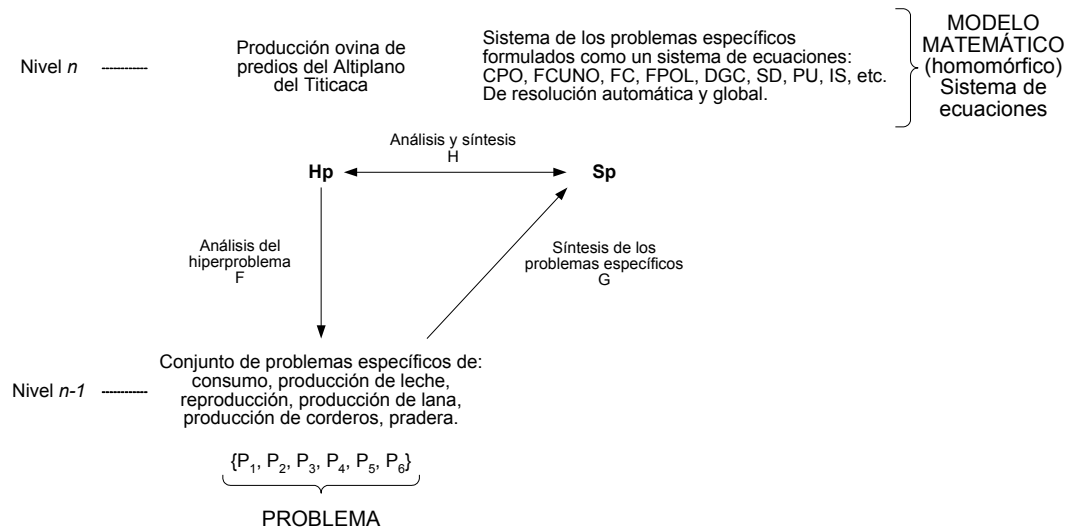 Nivel n ------------
Producción ovina de
predios del Altiplano
del Titicaca
Sistema de los problemas específicos
formulados como un sistema de ecuaciones:
CPO, FCUNO, FC, FPOL, DGC, SD, PU, IS, etc.
De resolución automática y global.
MODELO
MATEMÁTICO
(homomórfico)
Sistema de
ecuaciones
Análisis y síntesis
H
Hp
Sp
Análisis del
hiperproblema
F
Síntesis de los
problemas específicos
G
Nivel n-1 ------------
Conjunto de problemas específicos de:
consumo, producción de leche,
reproducción, producción de lana,
producción de corderos, pradera.
{P1, P2, P3, P4, P5, P6}
PROBLEMA